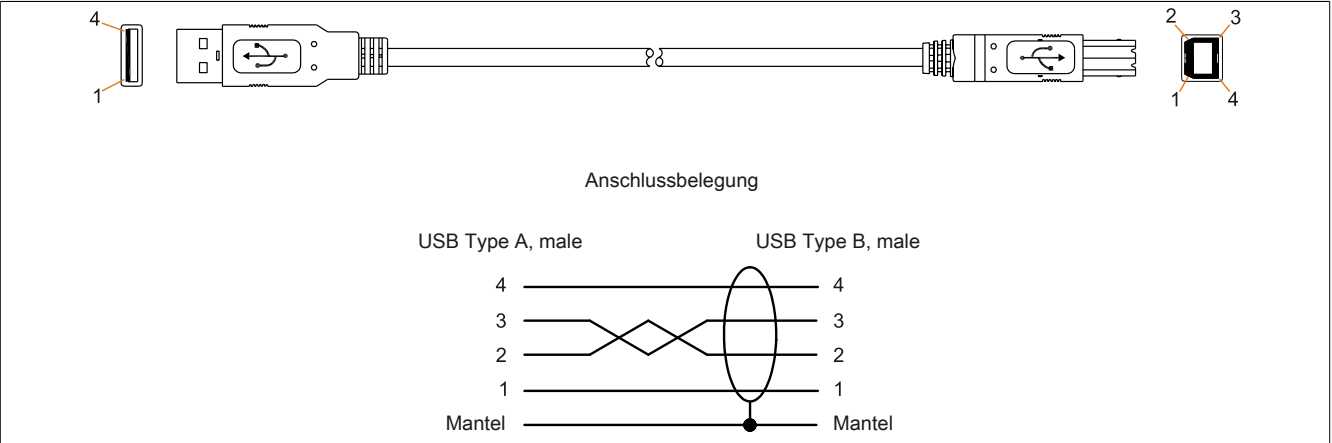 4
1
2 3
1 4
Anschlussbelegung
USB Type A, male USB Type B, male
4 4
3 3
2 2
1 1
Mantel Mantel